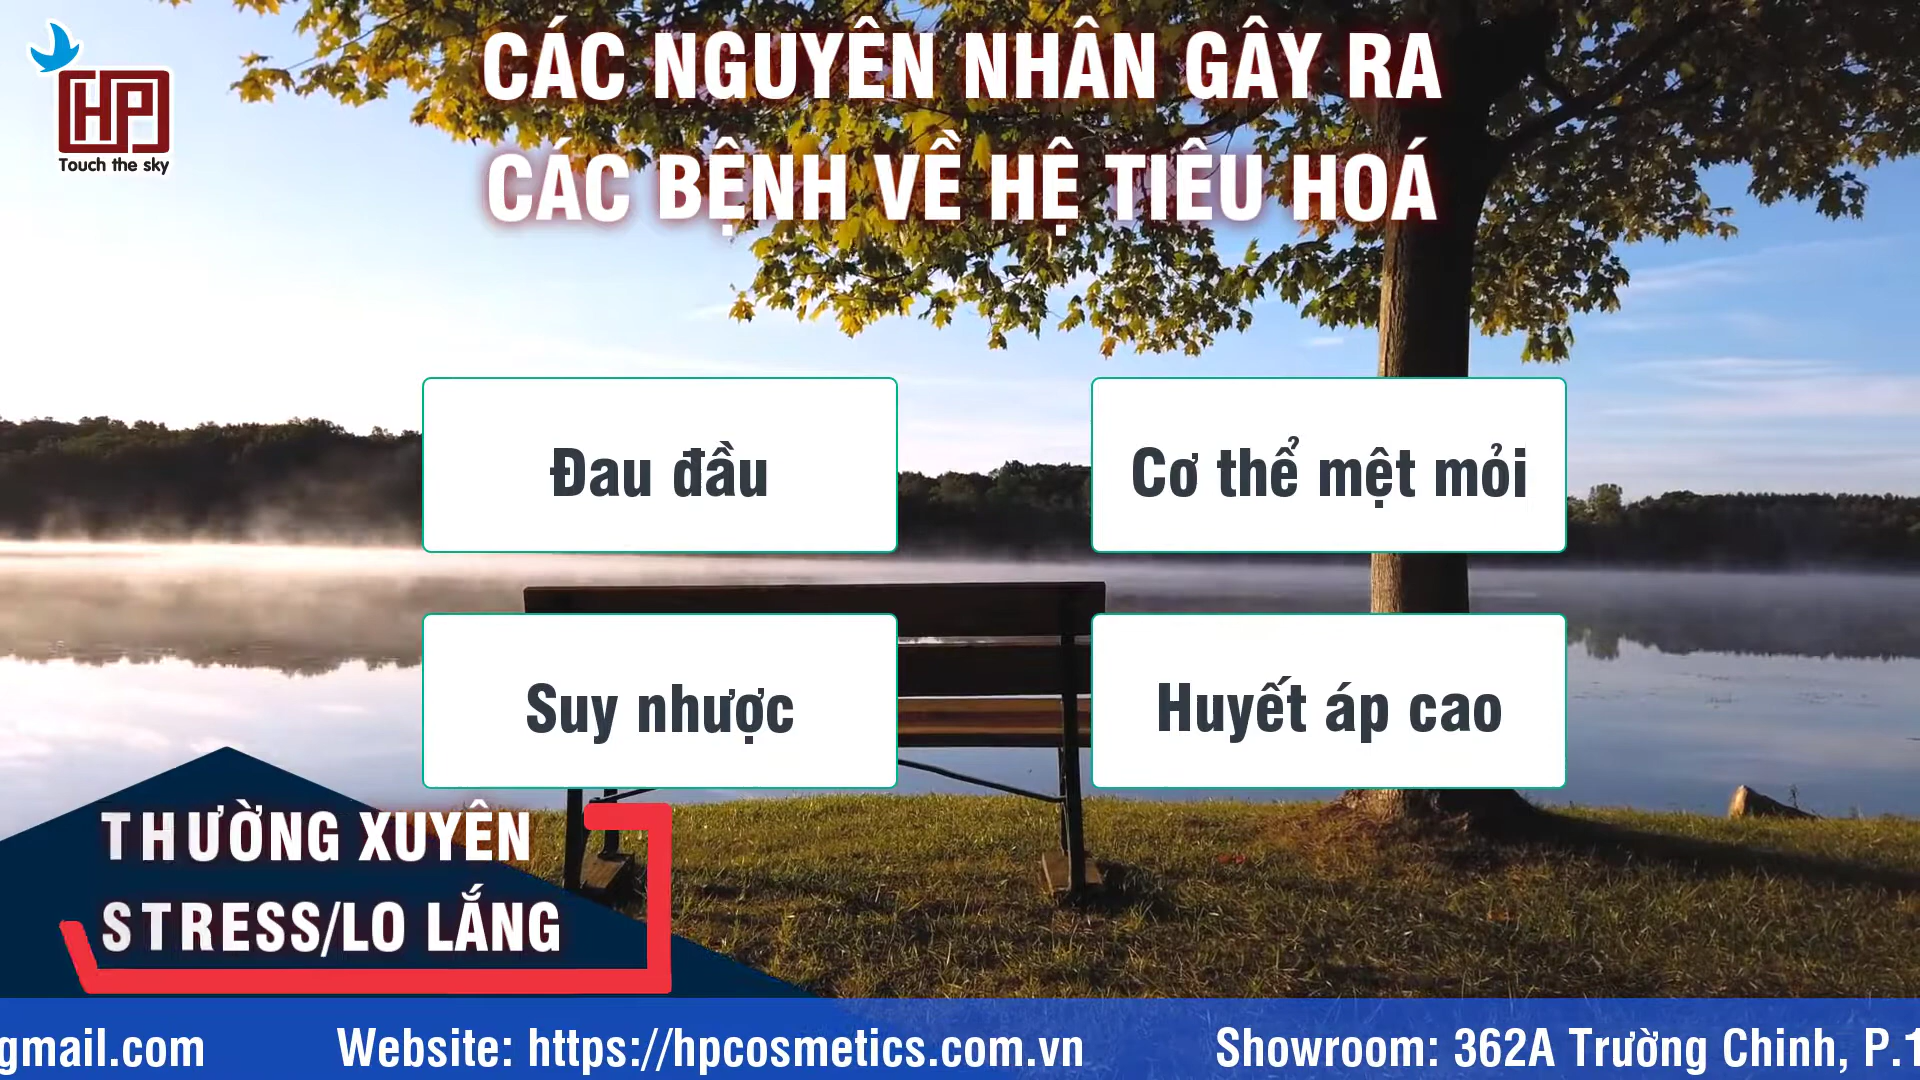 HP
Touch the sky
CÁC NGUYÊN NHÂN GÂY RA
CÁC BỆNH VỀ HỆ TIÊU HOÁ
Đau đầu
Cơ thể mệt mỏi
Suy nhược
Huyết áp cao
THƯỜNG XUYÊN
STRESS/LO LẮNG
gmail.com Website: https://hpcosmetics.com.vn Showroom: 362A Trường Chinh, P.1